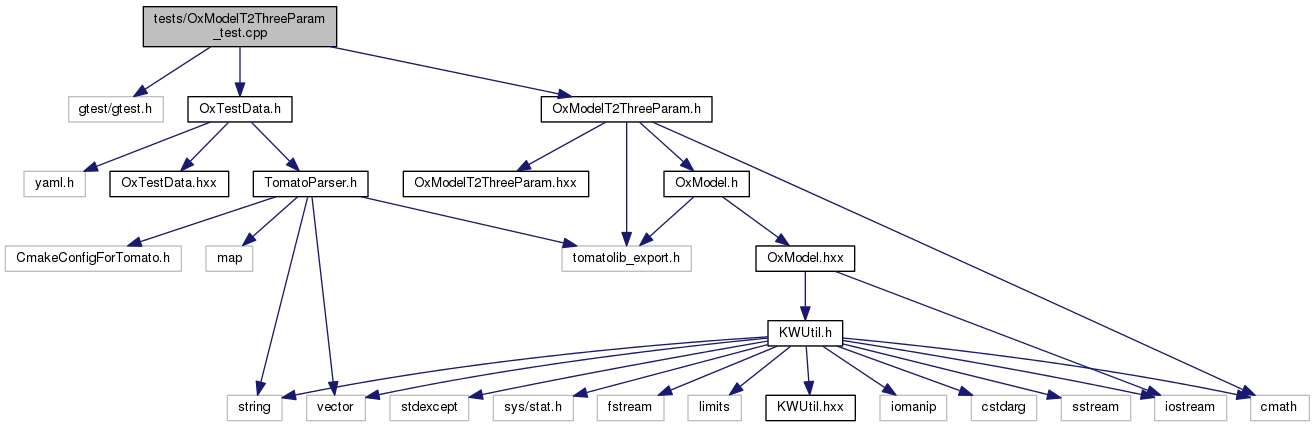 tests/OxModelT2ThreeParam
_test.cpp
gtest/gtest.h
OxTestData.h
OxModelT2ThreeParam.h
yaml.h
OxTestData.hxx
TomatoParser.h
OxModelT2ThreeParam.hxx
OxModel.h
CmakeConfigForTomato.h
map
tomatolib_export.h
OxModel.hxx
KWUtil.h
string
vector
stdexcept
sys/stat.h
fstream
limits
KWUtil.hxx
iomanip
cstdarg
sstream
iostream
cmath